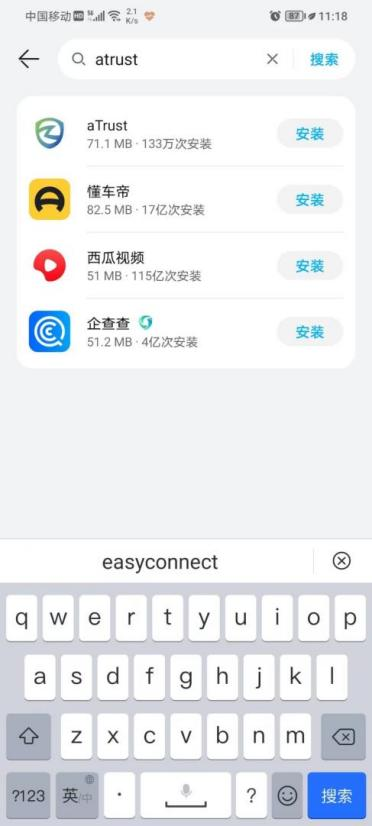 中国移动 HD 5G 2.1 K/s 87 11:18
atrust 搜索
aTrust
71.1 MB · 133万次安装
安装
懂车帝
82.5 MB · 17亿次安装
安装
西瓜视频
51 MB · 115亿次安装
安装
企查查
51.2 MB · 4亿次安装
安装
easyconnect
q w e r t y u i o p
a s d f g h j k l
z x c v b n m
?123 英/中 . ? 搜索